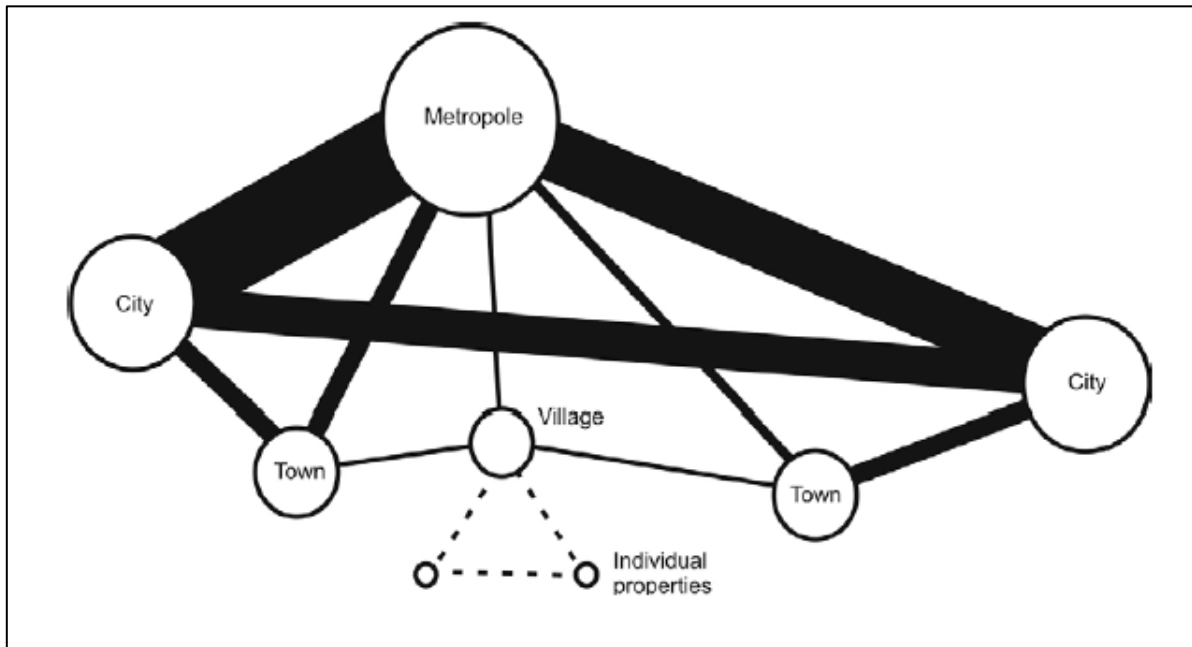 Metropole
City
City
Village
Town
Town
Individual
properties